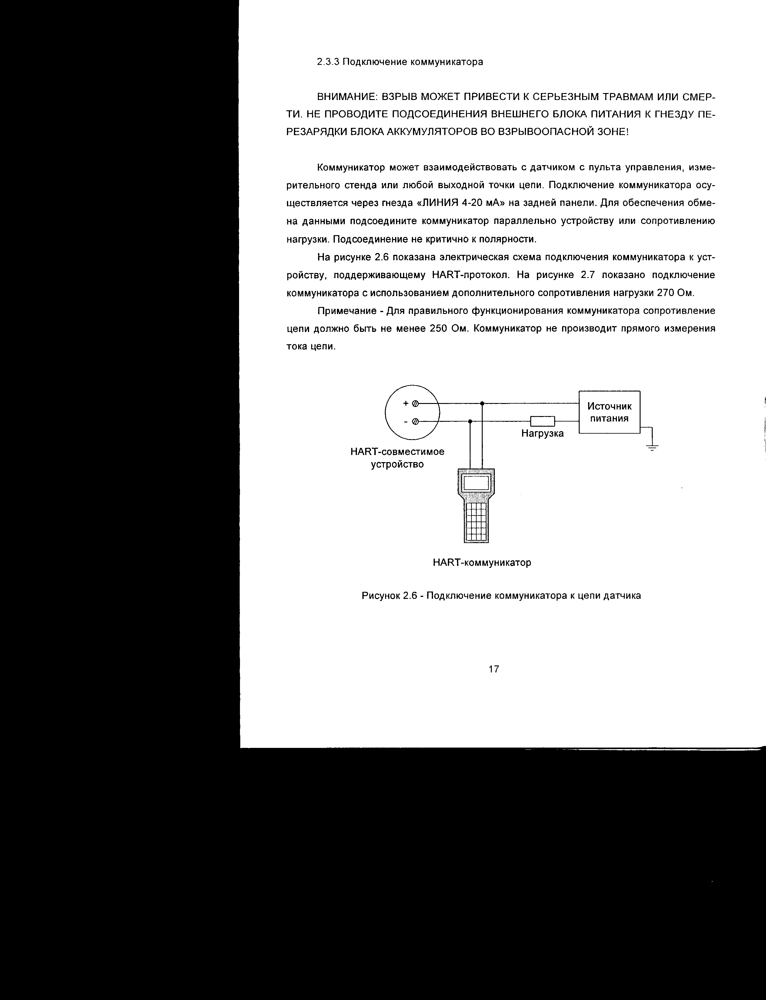 2.3.3 Подключение коммуникатора
ВНИМАНИЕ: ВЗРЫВ МОЖЕТ ПРИВЕСТИ К СЕРЬЕЗНЫМ ТРАВМАМ ИЛИ СМЕР-
ТИ. НЕ ПРОВОДИТЕ ПОДСОЕДИНЕНИЯ ВНЕШНЕГО БЛОКА ПИТАНИЯ К ГНЕЗДУ ПЕ-
РЕЗАРЯДКИ БЛОКА АККУМУЛЯТОРОВ ВО ВЗРЫВООПАСНОЙ ЗОНЕ!
Коммуникатор может взаимодействовать с датчиком с пульта управления, изме-
рительного стенда или любой выходной точки цепи. Подключение коммуникатора осу-
ществляется через гнезда «ЛИНИЯ 4-20 мА» на задней панели. Для обеспечения обме-
на данными подсоедините коммуникатор параллельно устройству или сопротивлению
нагрузки. Подсоединение не критично к полярности.
На рисунке 2.6 показана электрическая схема подключения коммуникатора к уст-
ройству, поддерживающему HART-протокол. На рисунке 2.7 показано подключение
коммуникатора с использованием дополнительного сопротивления нагрузки 270 Ом.
Примечание - Для правильного функционирования коммуникатора сопротивление
цепи должно быть не менее 250 Ом. Коммуникатор не производит прямого измерения
тока цепи.
+
-
Источник
питания
Нагрузка
HART-совместимое
устройство
HART-коммуникатор
Рисунок 2.6 - Подключение коммуникатора к цепи датчика
17